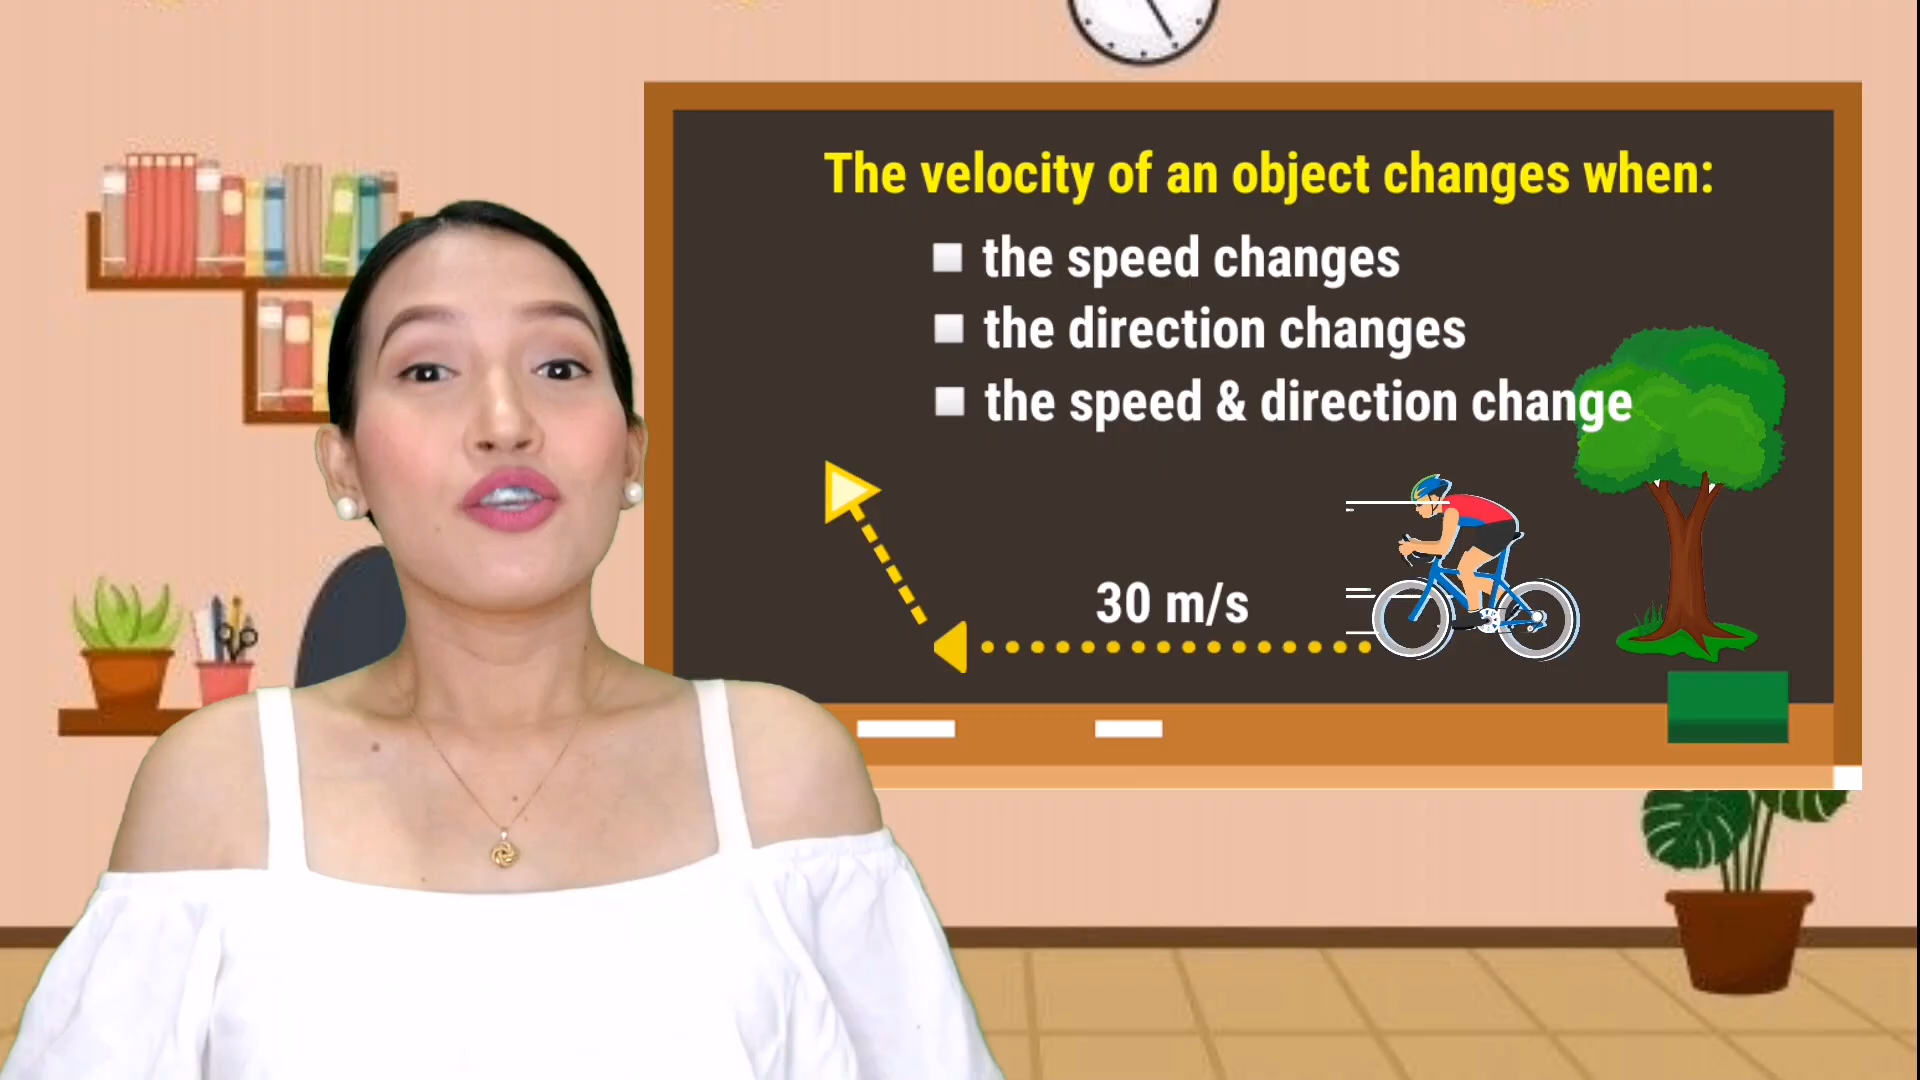 The velocity of an object changes when:
the speed changes
the direction changes
the speed & direction change
30 m/s